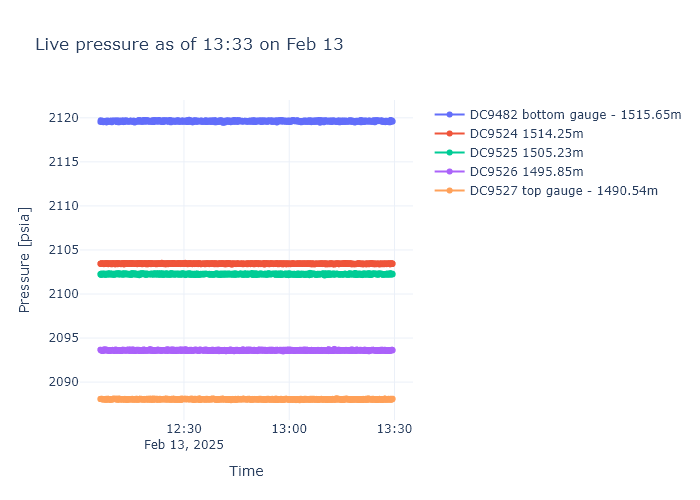 Live pressure as of 13:33 on Feb 13
DC9482 bottom gauge - 1515.65m
DC9524 1514.25m
DC9525 1505.23m
DC9526 1495.85m
DC9527 top gauge - 1490.54m
Pressure [psia]
2120
2115
2110
2105
2100
2095
2090
12:30
13:00
13:30
Feb 13, 2025
Time